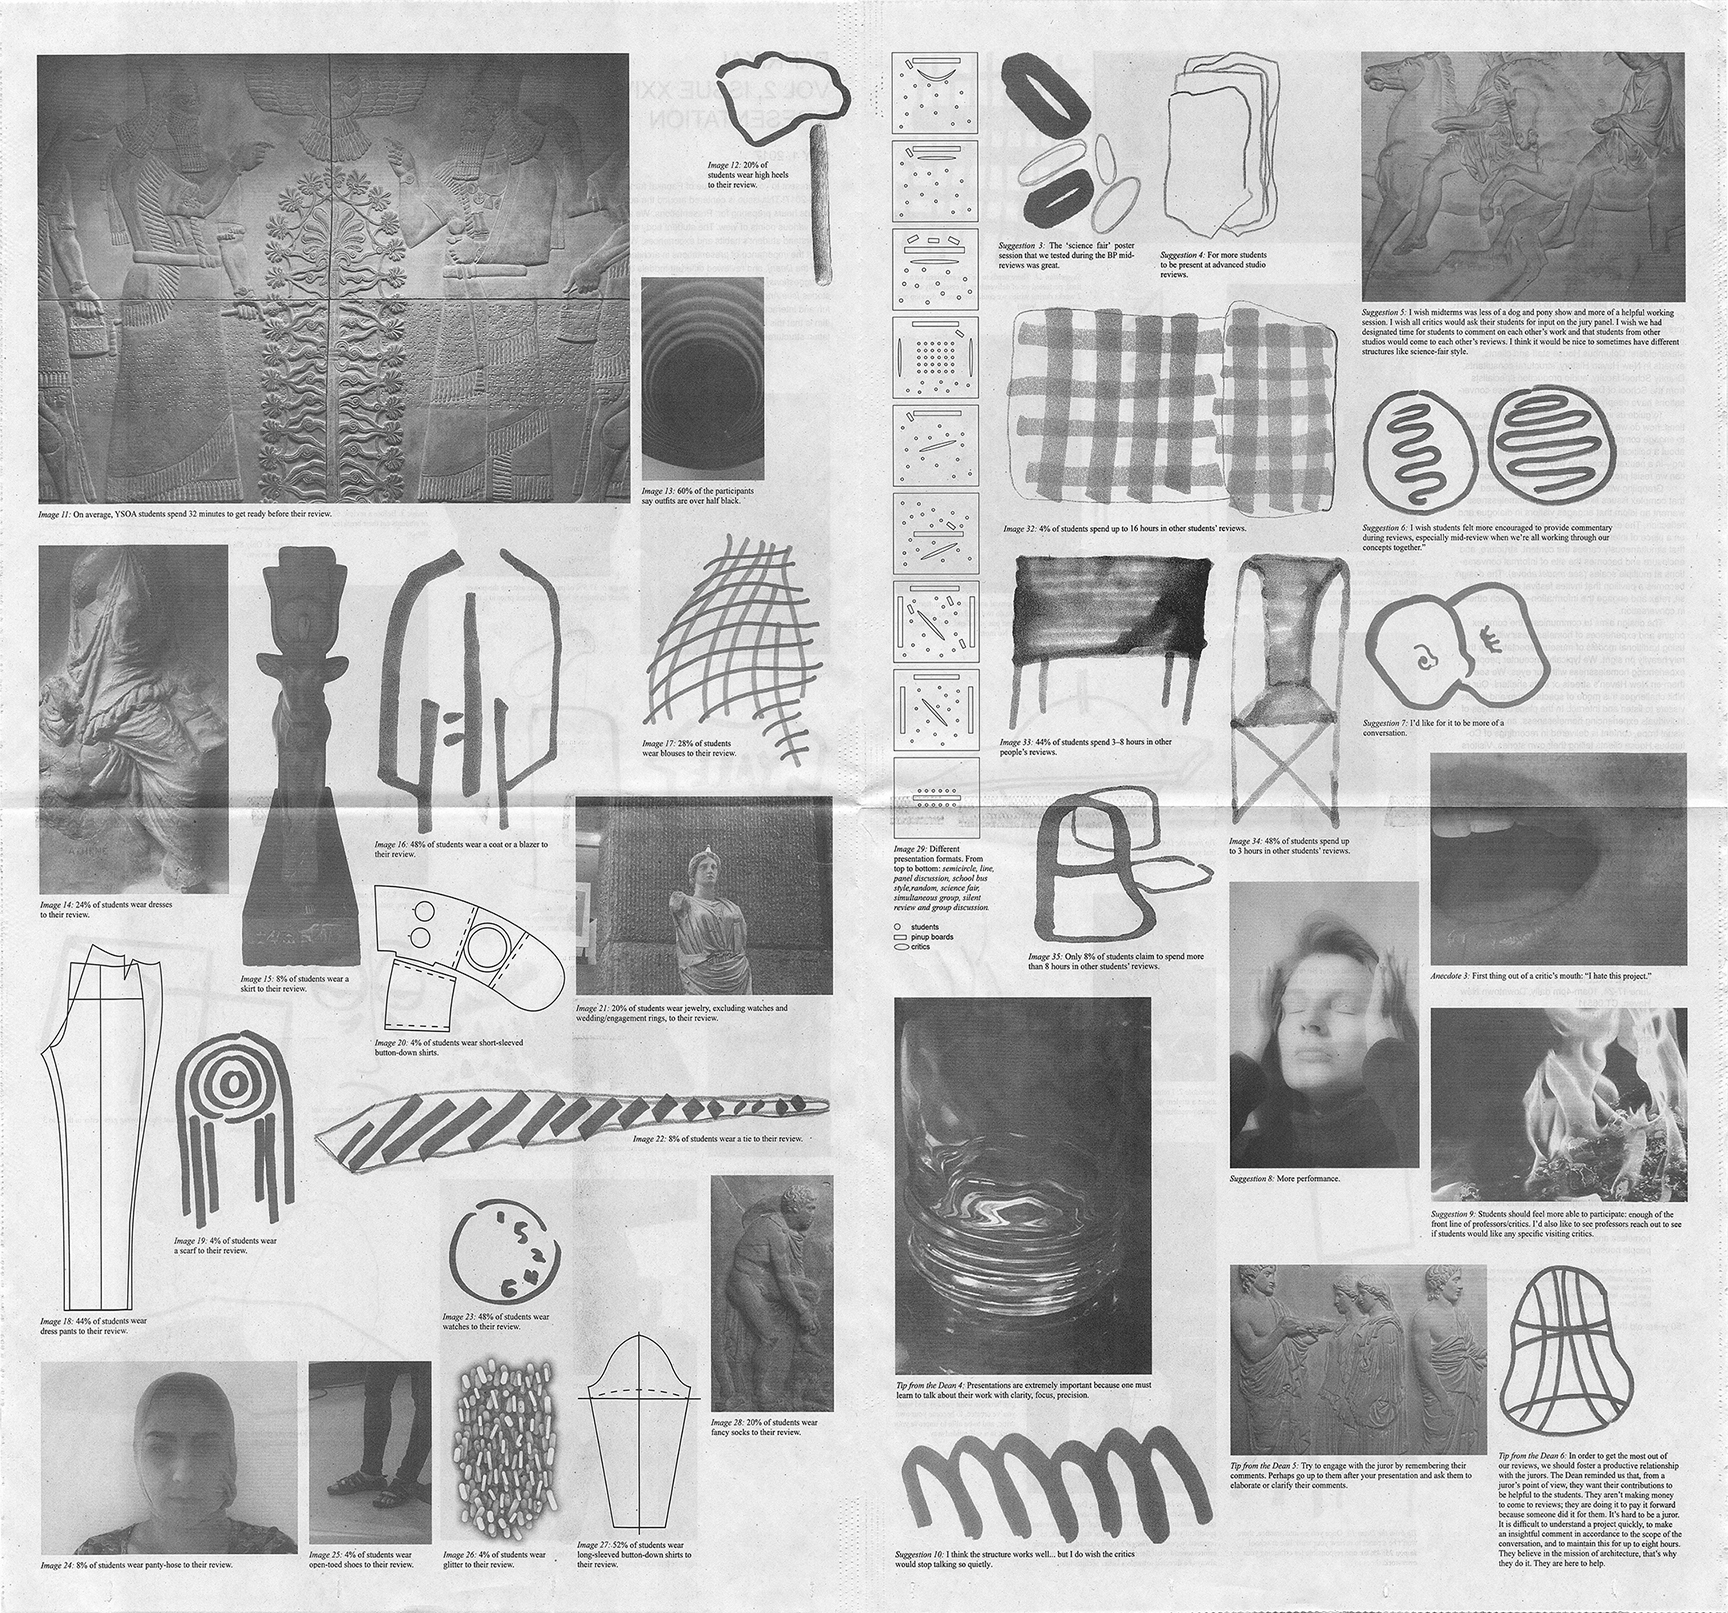 Image 11: On average, YSOA students spend 32 minutes to get ready before their review.
Image 12: 20% of
students wear high heels
to their review.
Image 13: 60% of the participants
say outfits are over half black.
Image 14: 24% of students wear dresses
to their review.
Image 15: 8% of students wear a
skirt to their review.
Image 16: 48% of students wear a coat or a blazer to
their review.
Image 17: 28% of students
wear blouses to their review.
Image 18: 44% of students wear
dress pants to their review.
Image 19: 4% of students wear
a scarf to their review.
Image 20: 4% of students wear short-sleeved
button-down shirts.
Image 21: 20% of students wear jewelry, excluding watches and
wedding/engagement rings, to their review.
Image 22: 8% of students wear a tie to their review.
Image 23: 48% of students wear
watches to their review.
Image 24: 8% of students wear panty-hose to their review.
Image 25: 4% of students wear
open-toed shoes to their review.
Image 26: 4% of students wear
glitter to their review.
Image 27: 52% of students wear
long-sleeved button-down shirts to
their review.
Image 28: 20% of students wear
fancy socks to their review.
Image 29: Different
presentation formats. From
top to bottom: semicircle, line,
panel discussion, school bus
style,random, science fair,
simultaneous group, silent
review and group discussion.
students
pinup boards
critics
Suggestion 3: The ‘science fair’ poster
session that we tested during the BP mid-
reviews was great.
Suggestion 4: For more students
to be present at advanced studio
reviews.
Suggestion 5: I wish midterms was less of a dog and pony show and more of a helpful working
session. I wish all critics would ask their students for input on the jury panel. I wish we had
designated time for students to comment on each other’s work and that students from other
studios would come to each other’s reviews. I think it would be nice to sometimes have different
structures like science-fair style.
Image 32: 4% of students spend up to 16 hours in other students’ reviews.
Suggestion 6: I wish students felt more encouraged to provide commentary
during reviews, especially mid-review when we’re all working through our
concepts together.”
Image 33: 44% of students spend 3–8 hours in other
people’s reviews.
Suggestion 7: I’d like for it to be more of a
conversation.
Image 34: 48% of students spend up
to 3 hours in other students’ reviews.
Image 35: Only 8% of students claim to spend more
than 8 hours in other students’ reviews.
Anecdote 3: First thing out of a critic’s mouth: “I hate this project.”
Suggestion 8: More performance.
Suggestion 9: Students should feel more able to participate: enough of the
front line of professors/critics. I’d also like to see professors reach out to see
if students would like any specific visiting critics.
Tip from the Dean 4: Presentations are extremely important because one must
learn to talk about their work with clarity, focus, precision.
Tip from the Dean 5: Try to engage with the juror by remembering their
comments. Perhaps go up to them after your presentation and ask them to
elaborate or clarify their comments.
Tip from the Dean 6: In order to get the most out of
our reviews, we should foster a productive relationship
with the jurors. The Dean reminded us that, from a
juror’s point of view, they want their contributions to
be helpful to the students. They aren’t making money
to come to reviews; they are doing it to pay it forward
because someone did it for them. It’s hard to be a juror.
It is difficult to understand a project quickly, to make
an insightful comment in accordance to the scope of the
conversation, and to maintain this for up to eight hours.
They believe in the mission of architecture, that’s why
they do it. They are here to help.
Suggestion 10: I think the structure works well... but I do wish the critics
would stop talking so quietly.